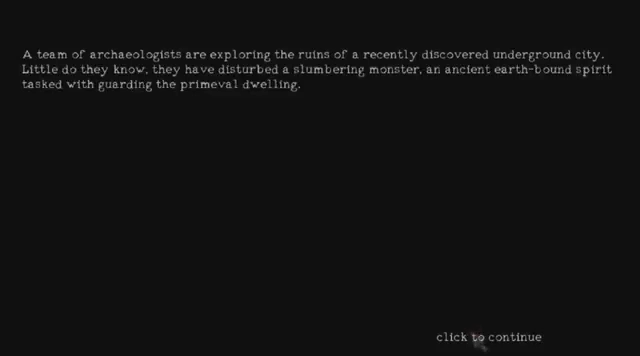 A team of archaeologists are exploring the ruins of a recently discovered underground city.
Little do they know, they have disturbed a slumbering monster, an ancient earth-bound spirit
tasked with guarding the primeval dwelling.
click to continue